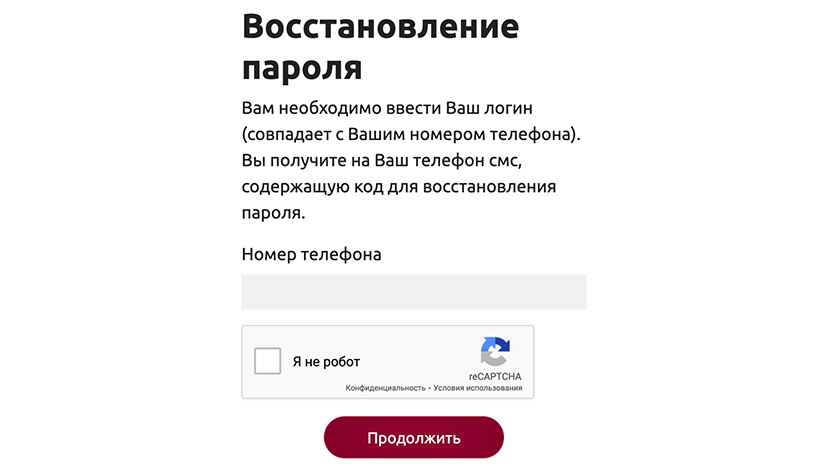 Восстановление
пароля
Вам необходимо ввести Ваш логин
(совпадает с Вашим номером телефона).
Вы получите на Ваш телефон смс,
содержащую код для восстановления
пароля.
Номер телефона
Я не робот
reCAPTCHA
Конфиденциальность - Условия использования
Продолжить